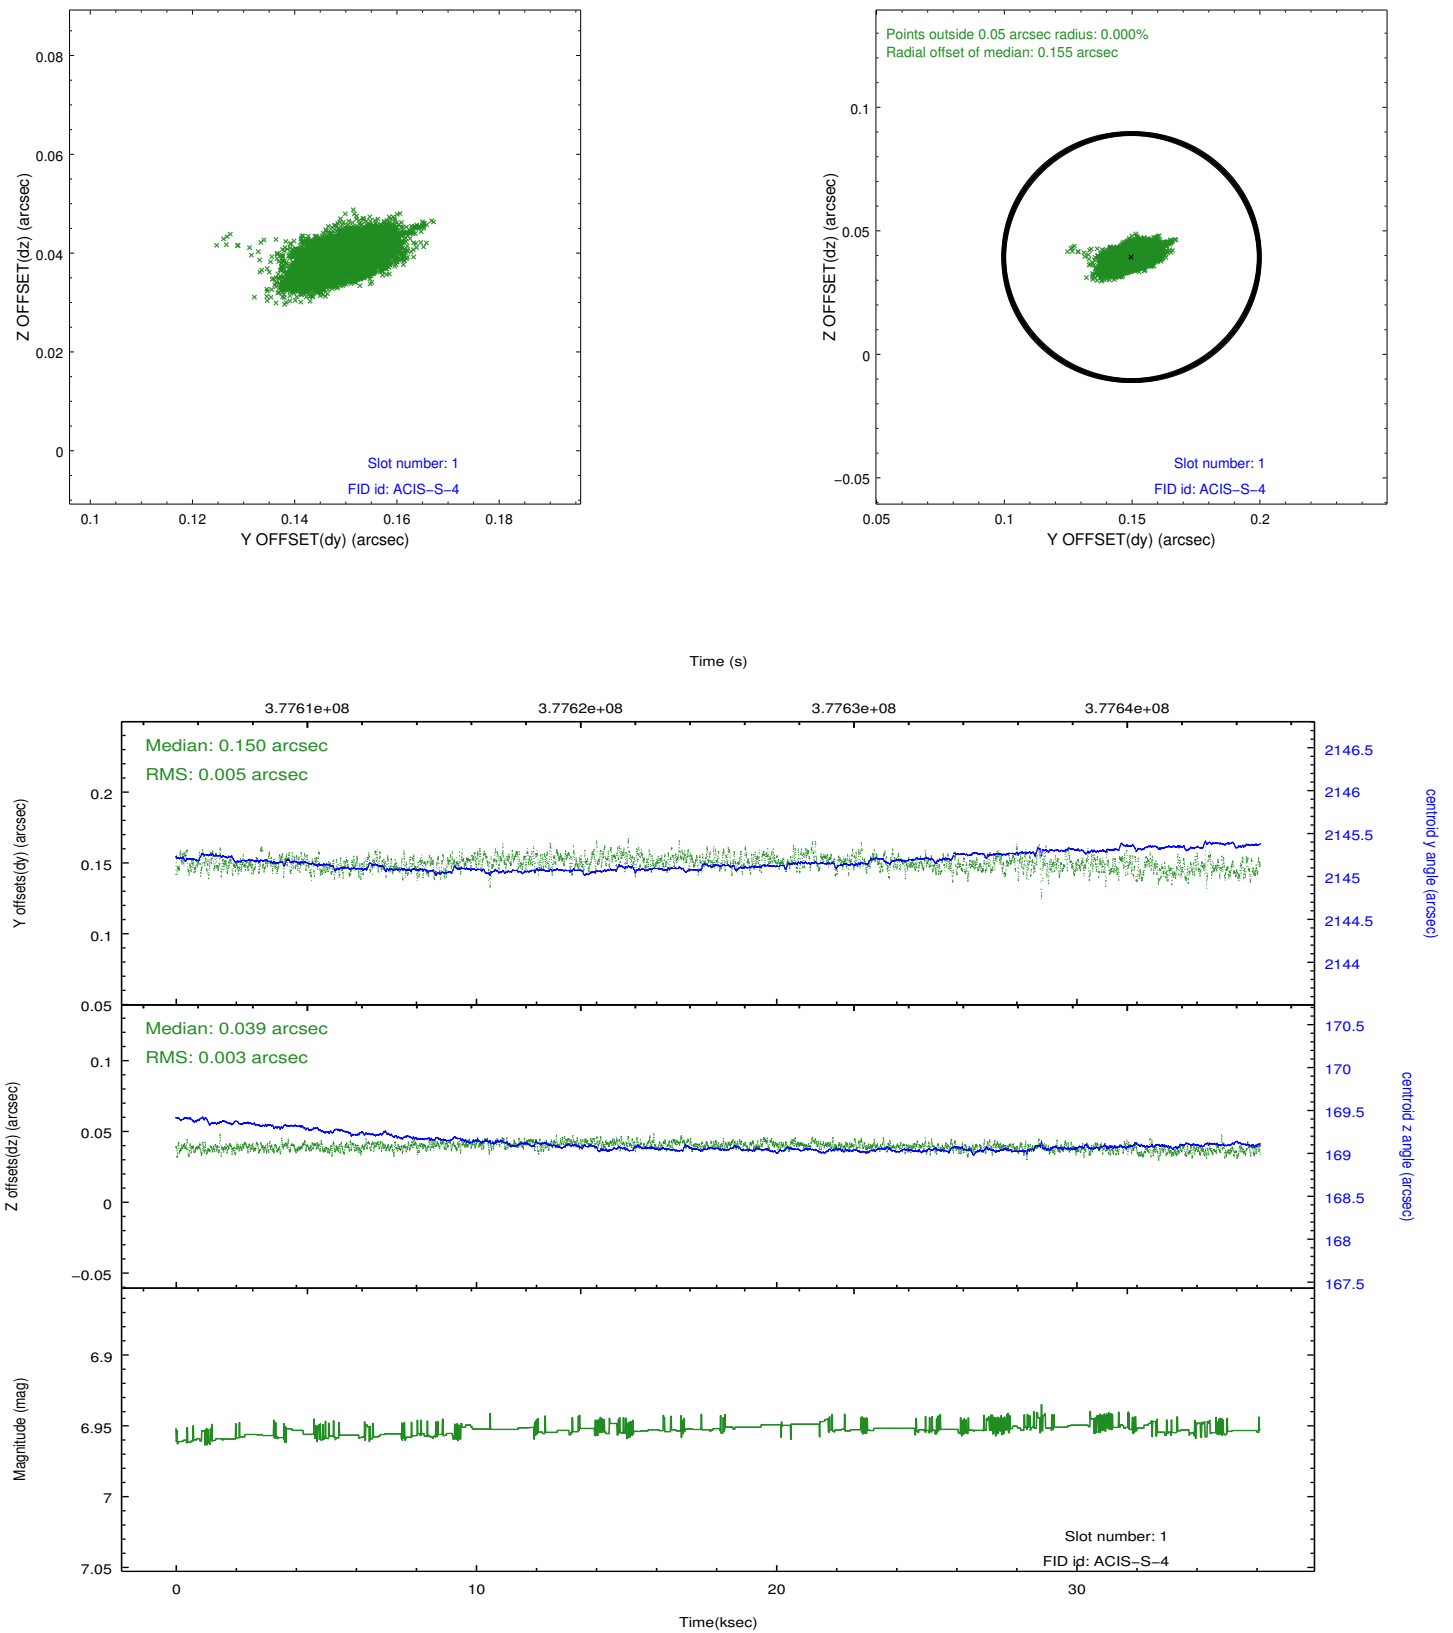 0.08
0.06
0.04
0.02
0
Z OFFSET(dz) (arcsec)
Slot number: 1
FID id: ACIS−S−4
0.1 0.12 0.14 0.16 0.18
Y OFFSET(dy) (arcsec)
Points outside 0.05 arcsec radius: 0.000%
Radial offset of median: 0.155 arcsec
0.1
0.05
0
−0.05
Z OFFSET(dz) (arcsec)
Slot number: 1
FID id: ACIS−S−4
0.05 0.1 0.15 0.2
Y OFFSET(dy) (arcsec)
Time (s)
3.7761e+08 3.7762e+08 3.7763e+08 3.7764e+08
Median: 0.150 arcsec
RMS: 0.005 arcsec
0.2
0.15
0.1
0.05
Y offsets(dy) (arcsec)
2146.5
2146
2145.5
2145
2144.5
2144
centroid y angle (arcsec)
Median: 0.039 arcsec
RMS: 0.003 arcsec
0.1
0.05
0
−0.05
Z offsets(dz) (arcsec)
170.5
170
169.5
169
168.5
168
167.5
centroid z angle (arcsec)
6.9
6.95
7
7.05
Magnitude (mag)
Slot number: 1
FID id: ACIS−S−4
0 10 20 30
Time(ksec)